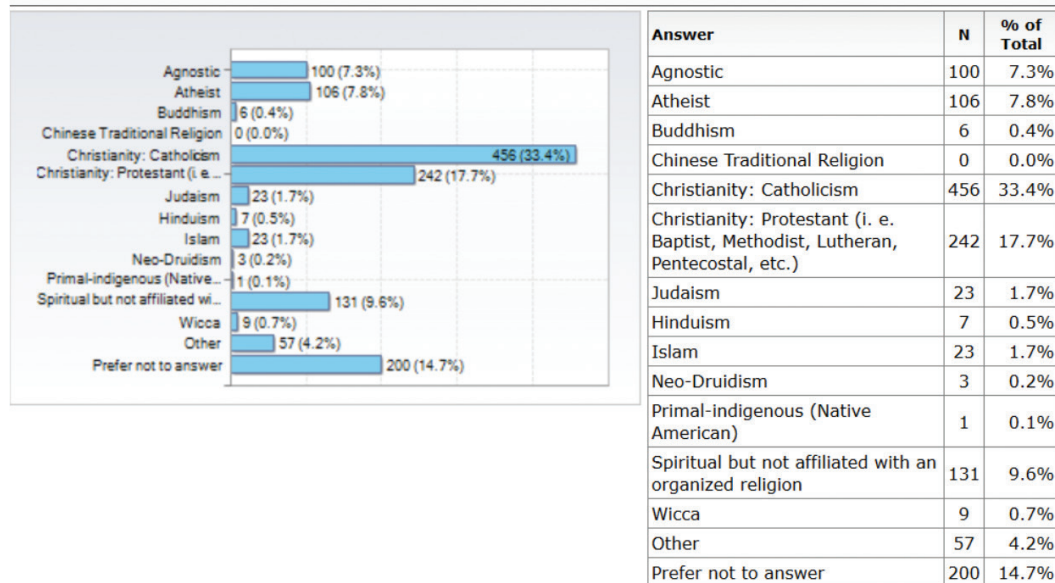 Agnostic 100 (7.3%)
Atheist 106 (7.8%)
Buddhism 6 (0.4%)
Chinese Traditional Religion 0 (0.0%)
Christianity: Catholicism 456 (33.4%)
Christianity: Protestant (i. e... 242 (17.7%)
Judaism 23 (1.7%)
Hinduism 7 (0.5%)
Islam 23 (1.7%)
Neo-Druidism 3 (0.2%)
Primal-indigenous (Native... 1 (0.1%)
Spiritual but not affiliated wi... 131 (9.6%)
Wicca 9 (0.7%)
Other 57 (4.2%)
Prefer not to answer 200 (14.7%)
Answer N % of Total
Agnostic 100 7.3%
Atheist 106 7.8%
Buddhism 6 0.4%
Chinese Traditional Religion 0 0.0%
Christianity: Catholicism 456 33.4%
Christianity: Protestant (i. e.
Baptist, Methodist, Lutheran, 242 17.7%
Pentecostal, etc.)
Judaism 23 1.7%
Hinduism 7 0.5%
Islam 23 1.7%
Neo-Druidism 3 0.2%
Primal-indigenous (Native
American) 1 0.1%
Spiritual but not affiliated with an
organized religion 131 9.6%
Wicca 9 0.7%
Other 57 4.2%
Prefer not to answer 200 14.7%